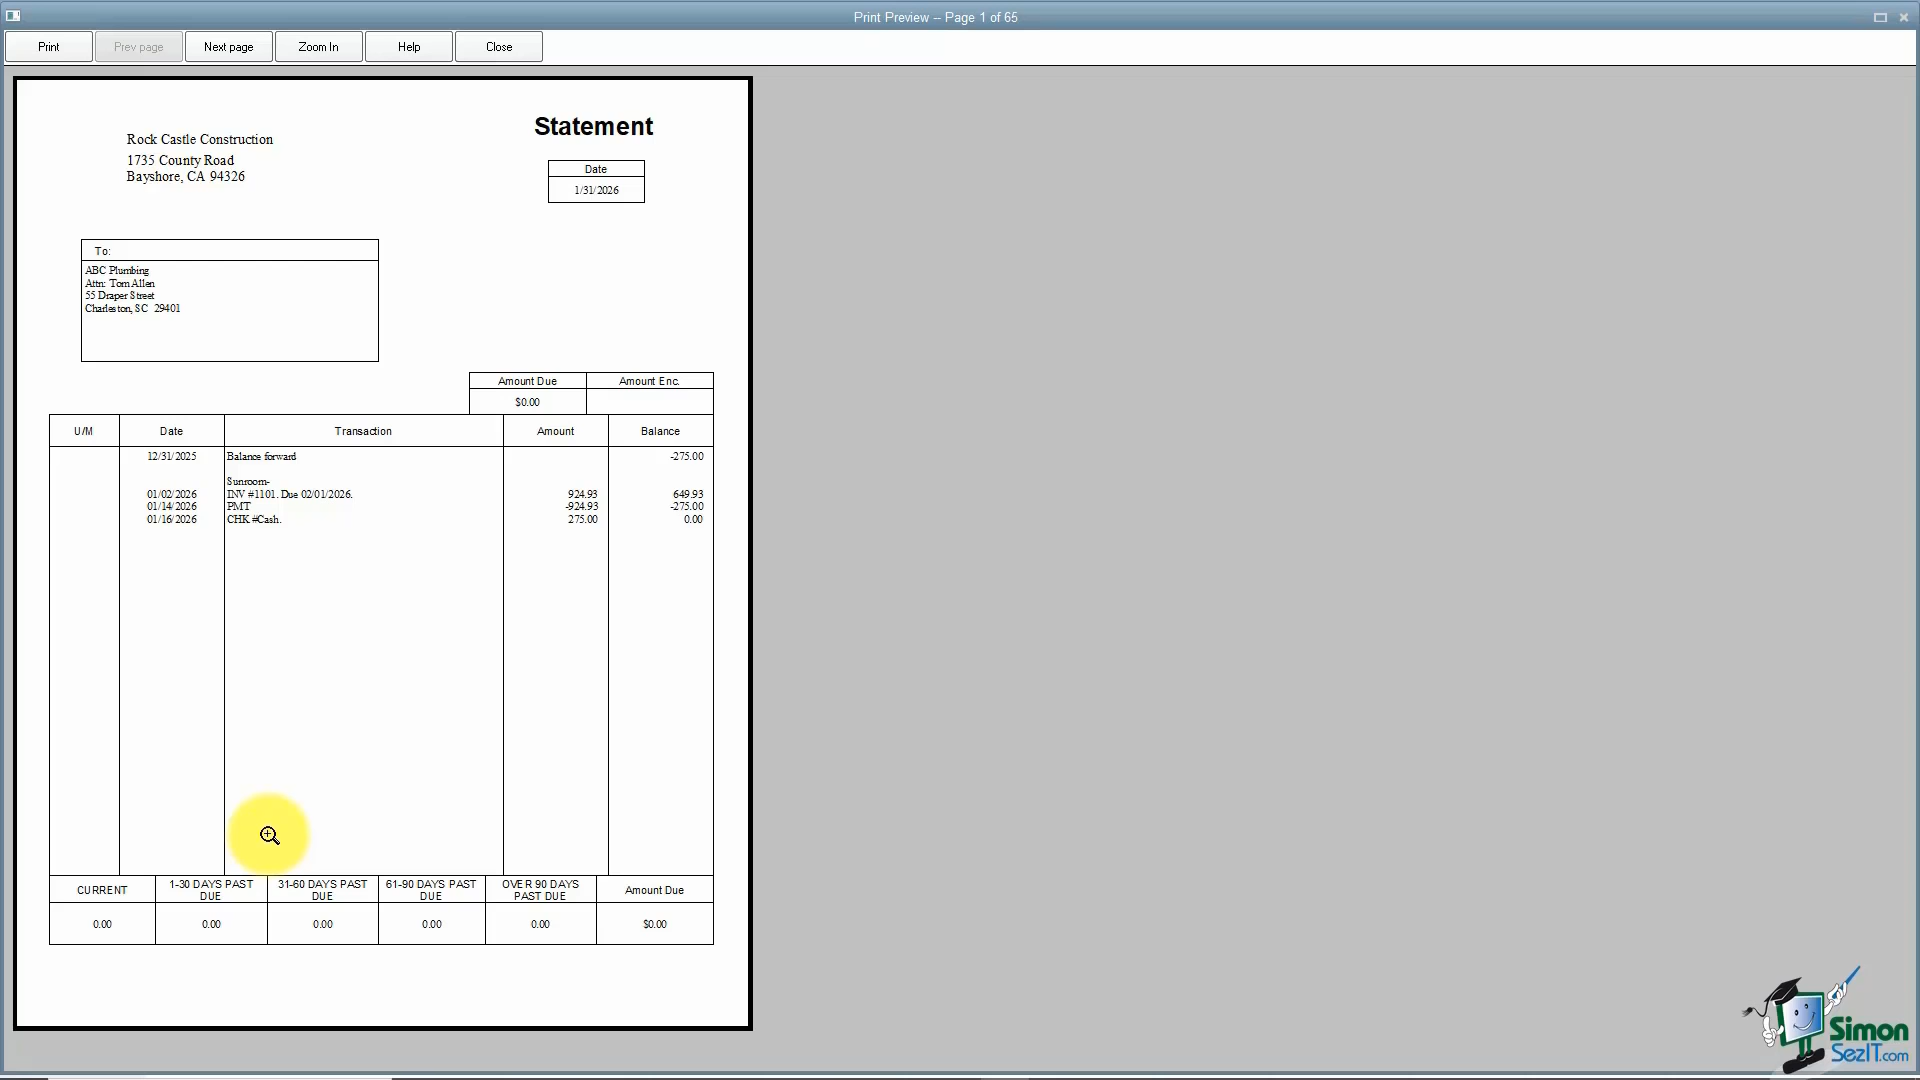 Print Preview -- Page 1 of 65
Print Prev page Next page Zoom In Help Close
Statement
Rock Castle Construction
1735 County Road
Bayshore, CA 94326
Date
1/31/2026
To:
ABC Plumbing
Attn: Tom Allen
55 Draper Street
Charleston, SC 29401
Amount Due Amount Enc.
$0.00
U/M Date Transaction Amount Balance
12/31/2025 Balance forward -275.00
Sunroom-
01/02/2026 INV #1101. Due 02/01/2026. 924.93 649.93
01/14/2026 PMT -924.93 -275.00
01/16/2026 CHK #Cash. 275.00 0.00
CURRENT 1-30 DAYS PAST DUE 31-60 DAYS PAST DUE 61-90 DAYS PAST DUE OVER 90 DAYS PAST DUE Amount Due
0.00 0.00 0.00 0.00 0.00 $0.00
Simon
SezIT.com